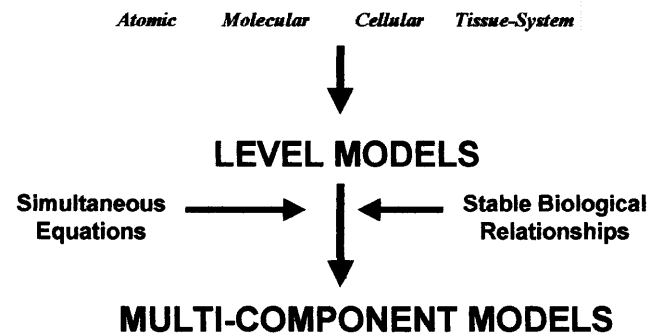 Atomic Molecular Cellular Tissue-System
LEVEL MODELS
Simultaneous Equations
Stable Biological Relationships
MULTI-COMPONENT MODELS